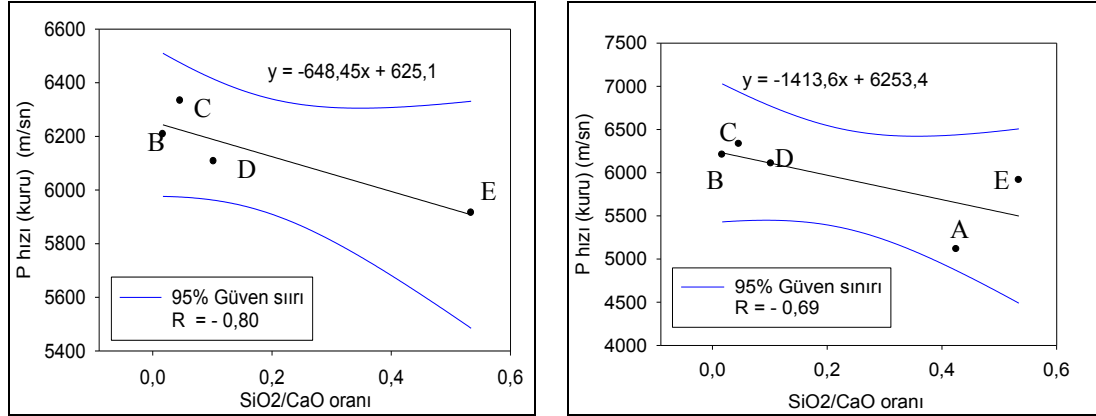 6600
6400
6200
6000
5800
5600
5400
P hızı (kuru) (m/sn)
y = -648,45x + 625,1
C
B
D
E
95% Güven sıırı
R = - 0,80
0,0 0,2 0,4 0,6
SiO2/CaO oranı
7500
7000
6500
6000
5500
5000
4500
4000
P hızı (kuru) (m/sn)
y = -1413,6x + 6253,4
C
B
D
E
A
95% Güven sınırı
R = - 0,69
0,0 0,2 0,4 0,6
SiO2/CaO oranı